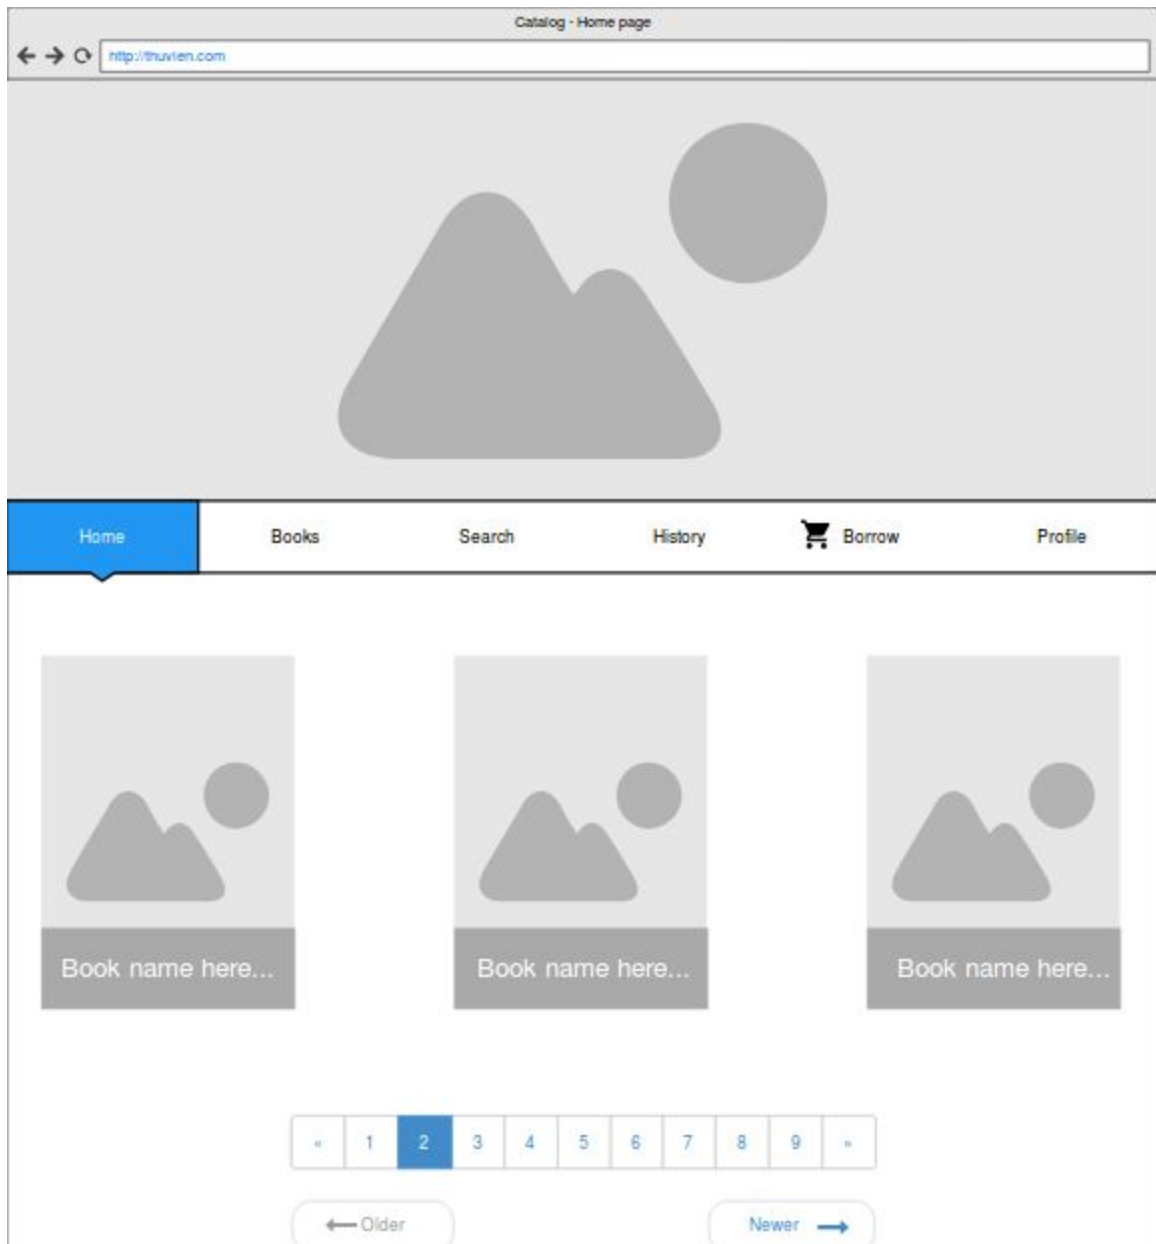 Catalog - Home page
http://thuvien.com
Home Books Search History Borrow Profile
Book name here... Book name here... Book name here...
« 1 2 3 4 5 6 7 8 9 »
Older Newer